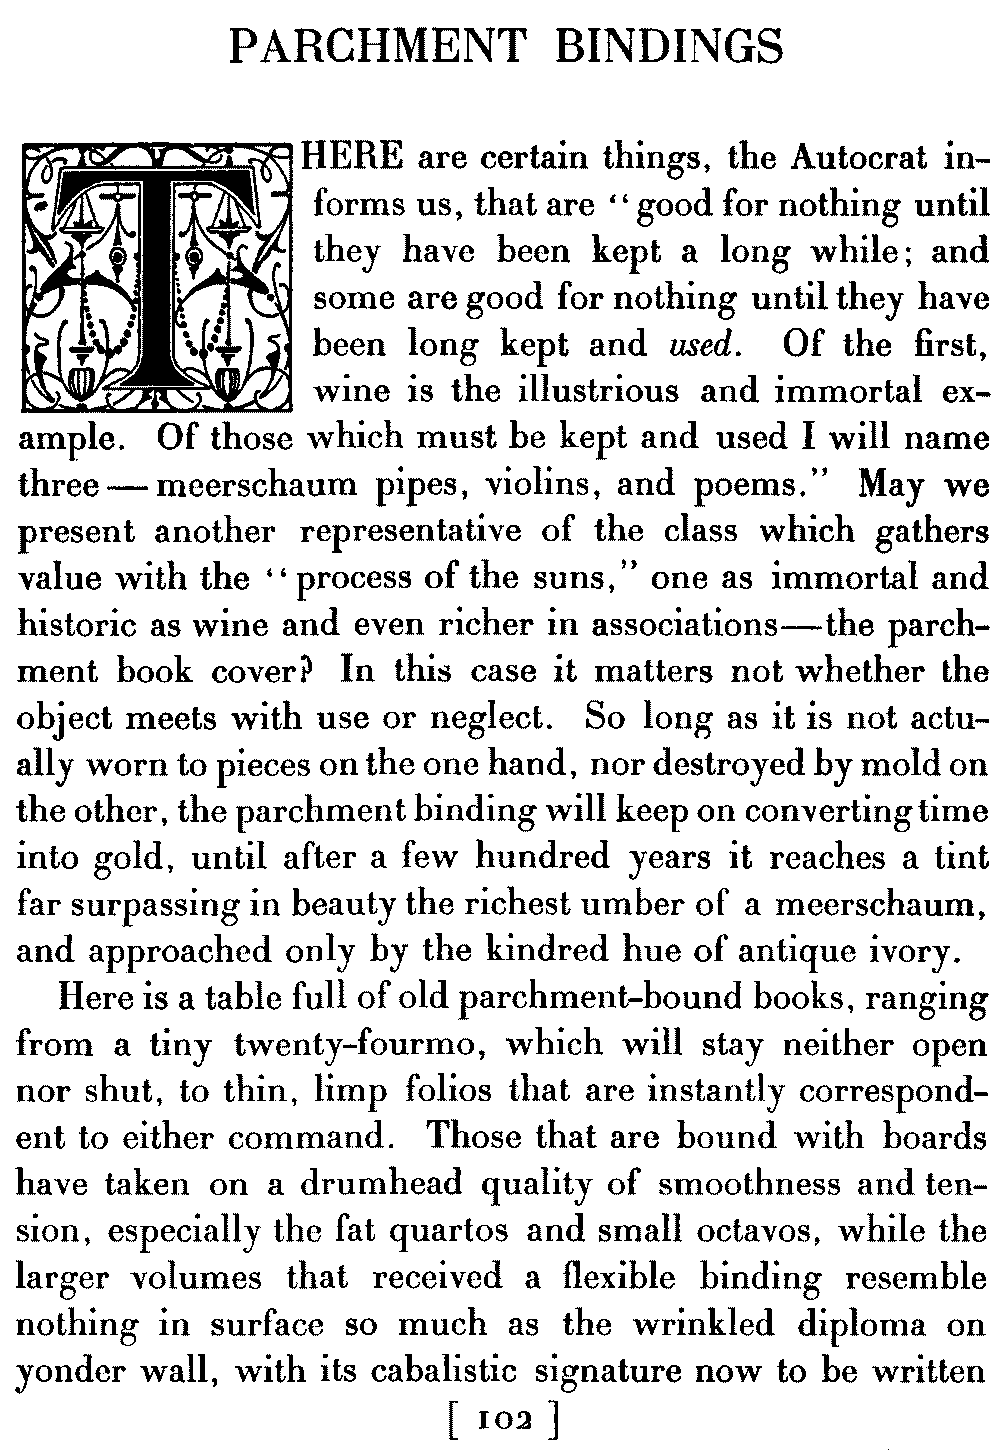 PARCHMENT BINDINGS
THERE are certain things, the Autocrat in-
forms us, that are “good for nothing until
they have been kept a long while; and
some are good for nothing until they have
been long kept and used. Of the first,
wine is the illustrious and immortal ex-
ample. Of those which must be kept and used I will name
three—meerschaum pipes, violins, and poems.” May we
present another representative of the class which gathers
value with the “process of the suns,” one as immortal and
historic as wine and even richer in associations—the parch-
ment book cover? In this case it matters not whether the
object meets with use or neglect. So long as it is not actu-
ally worn to pieces on the one hand, nor destroyed by mold on
the other, the parchment binding will keep on converting time
into gold, until after a few hundred years it reaches a tint
far surpassing in beauty the richest umber of a meerschaum,
and approached only by the kindred hue of antique ivory.
Here is a table full of old parchment-bound books, ranging
from a tiny twenty-fourmo, which will stay neither open
nor shut, to thin, limp folios that are instantly correspond-
ent to either command. Those that are bound with boards
have taken on a drumhead quality of smoothness and ten-
sion, especially the fat quartos and small octavos, while the
larger volumes that received a flexible binding resemble
nothing in surface so much as the wrinkled diploma on
yonder wall, with its cabalistic signature now to be written
[ 102 ]